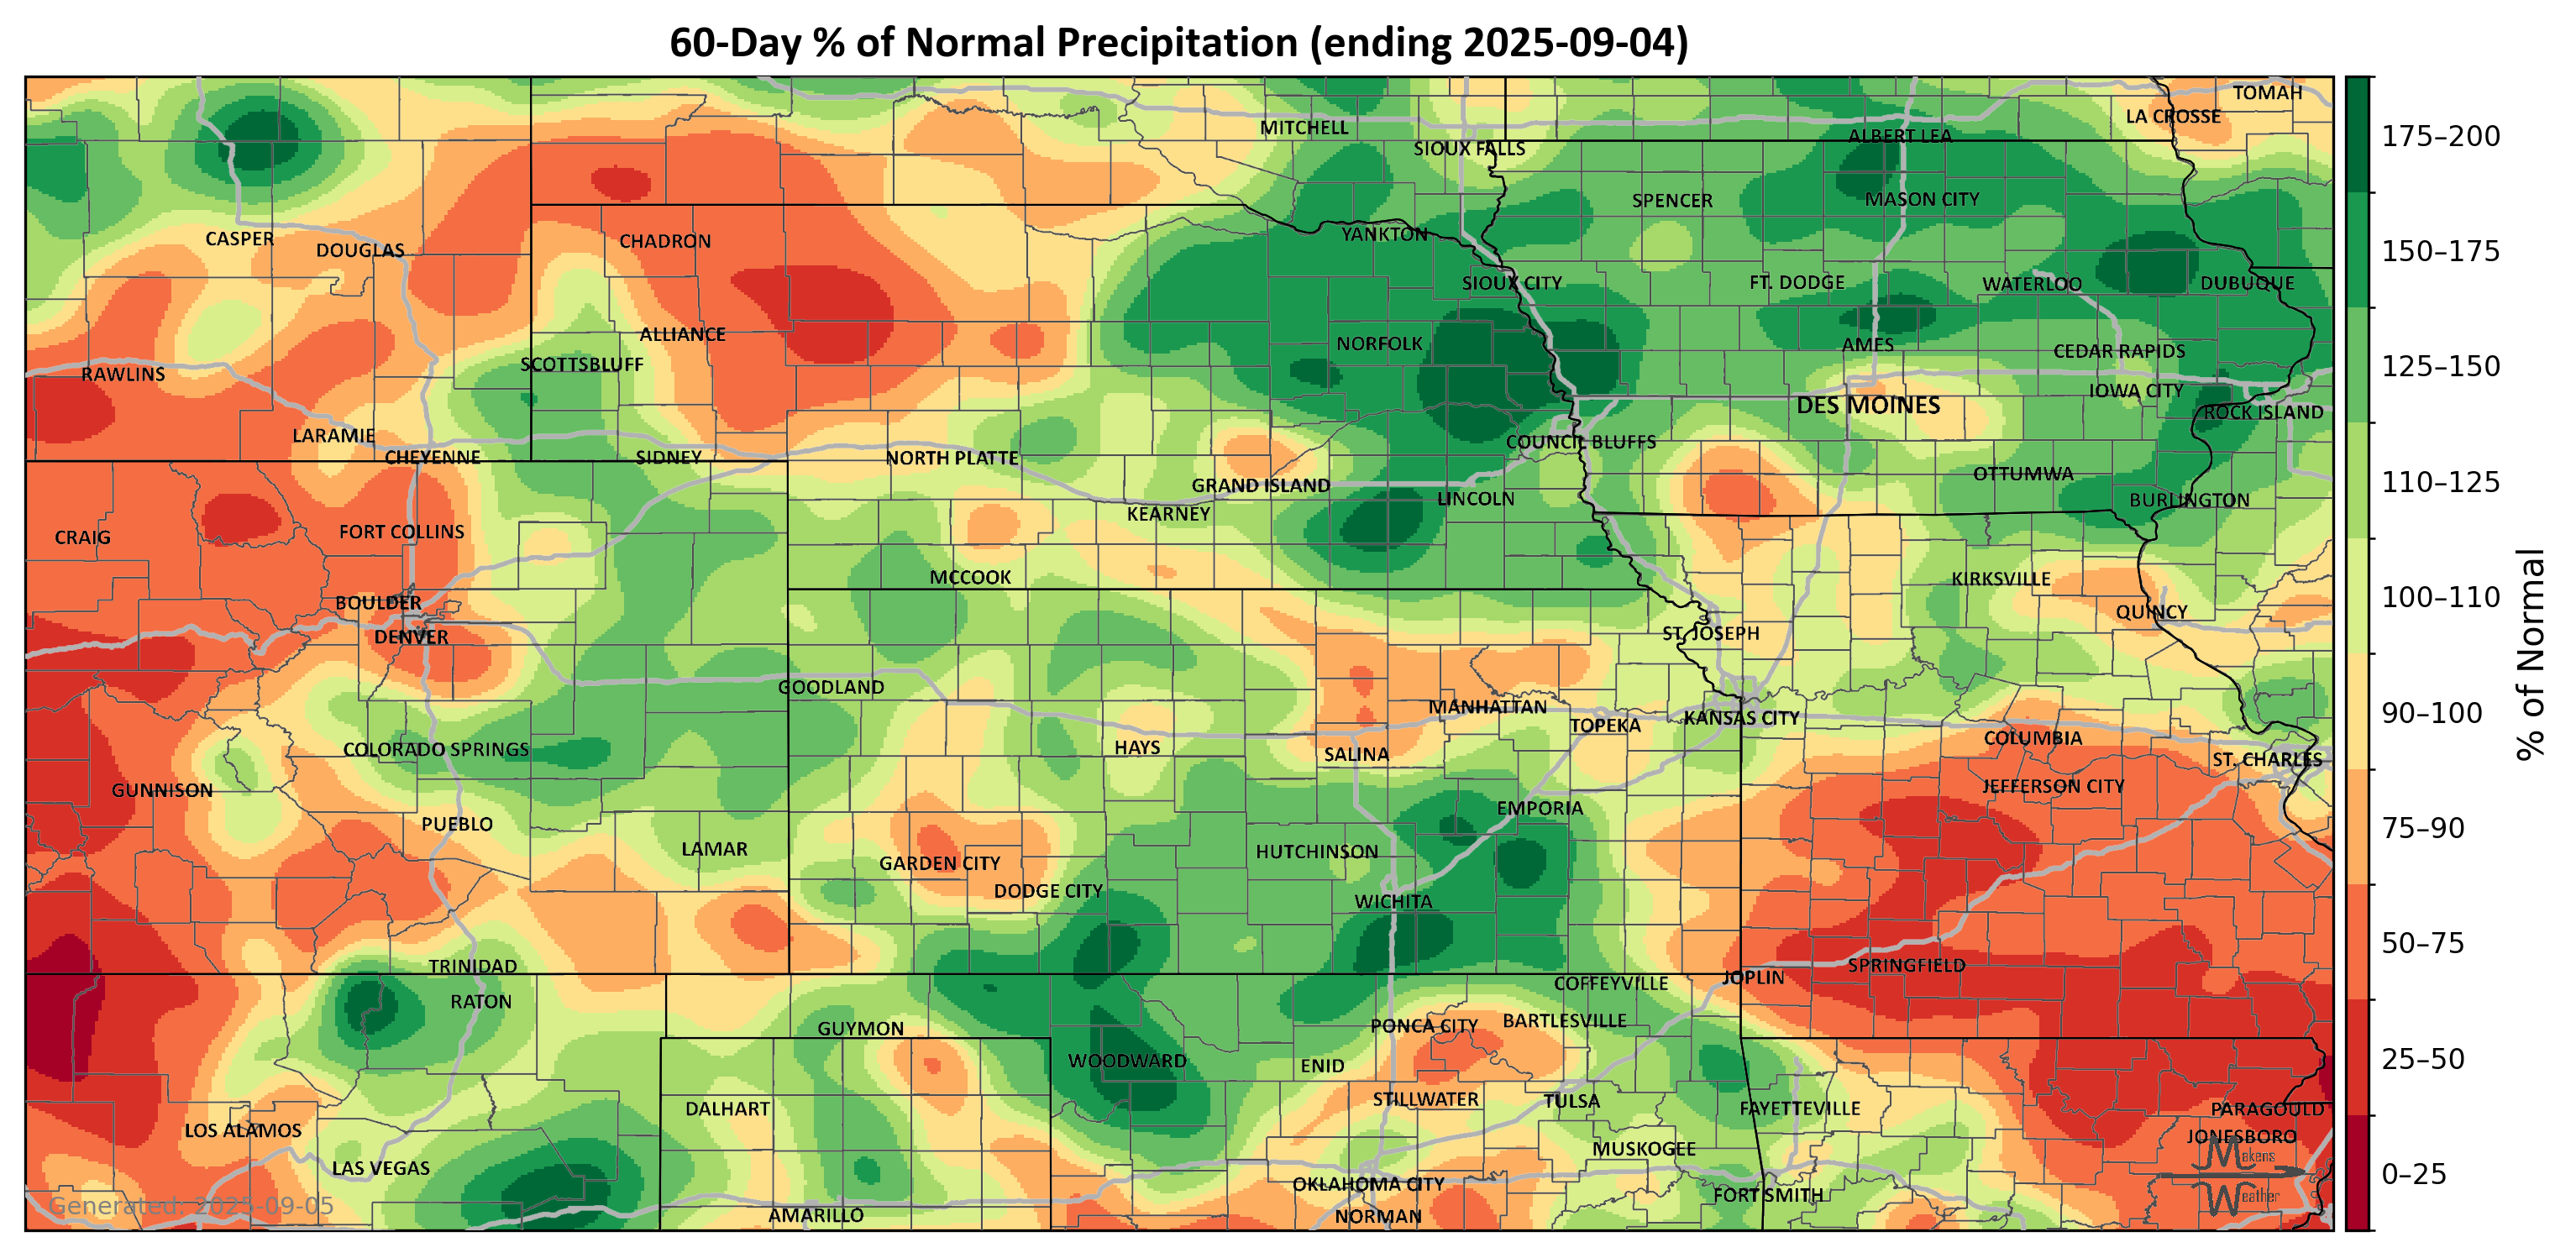 60-Day % of Normal Precipitation (ending 2025-09-04)
TOMAH
LA CROSSE
MITCHELL
ALBERT LEA
SIOUX FALLS
SPENCER
MASON CITY
CASPER
DOUGLAS
CHADRON
YANKTON
SIOUX CITY
FT. DODGE
WATERLOO
DUBUQUE
ALLIANCE
NORFOLK
AMES
CEDAR RAPIDS
SCOTTSBLUFF
RAWLINS
IOWA CITY
DES MOINES
ROCK ISLAND
LARAMIE
COUNCIL BLUFFS
CHEYENNE
SIDNEY
NORTH PLATTE
OTTUMWA
GRAND ISLAND
LINCOLN
BURLINGTON
KEARNEY
CRAIG
FORT COLLINS
MCCOOK
KIRKSVILLE
BOULDER
QUINCY
DENVER
ST. JOSEPH
GOODLAND
MANHATTAN
KANSAS CITY
TOPEKA
COLUMBIA
COLORADO SPRINGS
HAYS
SALINA
ST. CHARLES
GUNNISON
JEFFERSON CITY
EMPORIA
PUEBLO
LAMAR
HUTCHINSON
GARDEN CITY
DODGE CITY
WICHITA
TRINIDAD
SPRINGFIELD
JOPLIN
COFFEYVILLE
RATON
GUYMON
PONCA CITY
BARTLESVILLE
WOODWARD
ENID
STILLWATER
TULSA
DALHART
FAYETTEVILLE
PARAGOULD
LOS ALAMOS
JONESBORO
MUSKOGEE
LAS VEGAS
OKLAHOMA CITY
FORT SMITH
AMARILLO
NORMAN
Makens
Weather
Generated: 2025-09-05
175–200
150–175
125–150
110–125
100–110
90–100
75–90
50–75
25–50
0–25
% of Normal